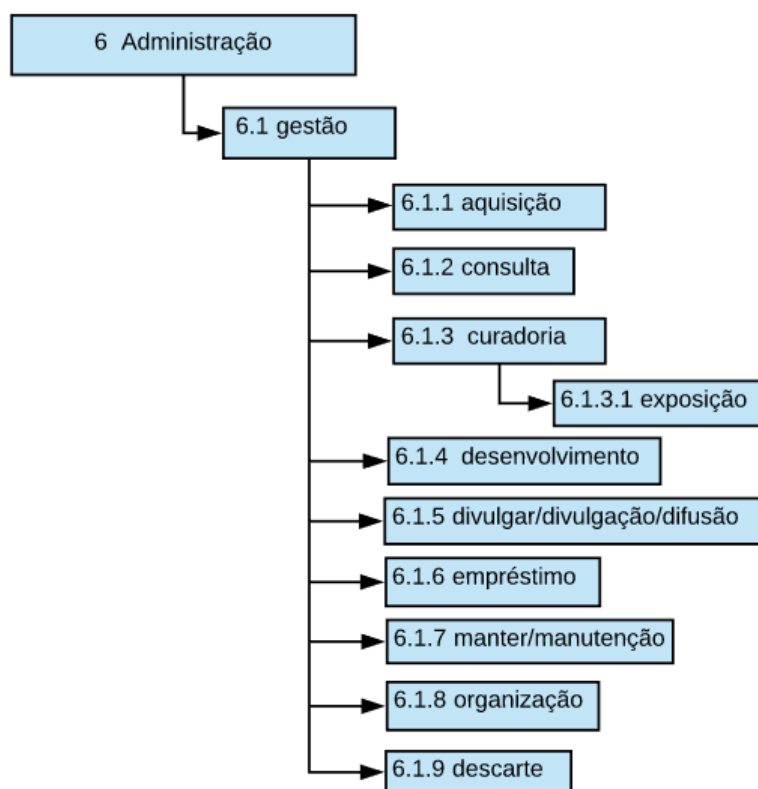 6 Administração
6.1 gestão
6.1.1 aquisição
6.1.2 consulta
6.1.3 curadoria
6.1.3.1 exposição
6.1.4 desenvolvimento
6.1.5 divulgar/divulgação/difusão
6.1.6 empréstimo
6.1.7 manter/manutenção
6.1.8 organização
6.1.9 descarte